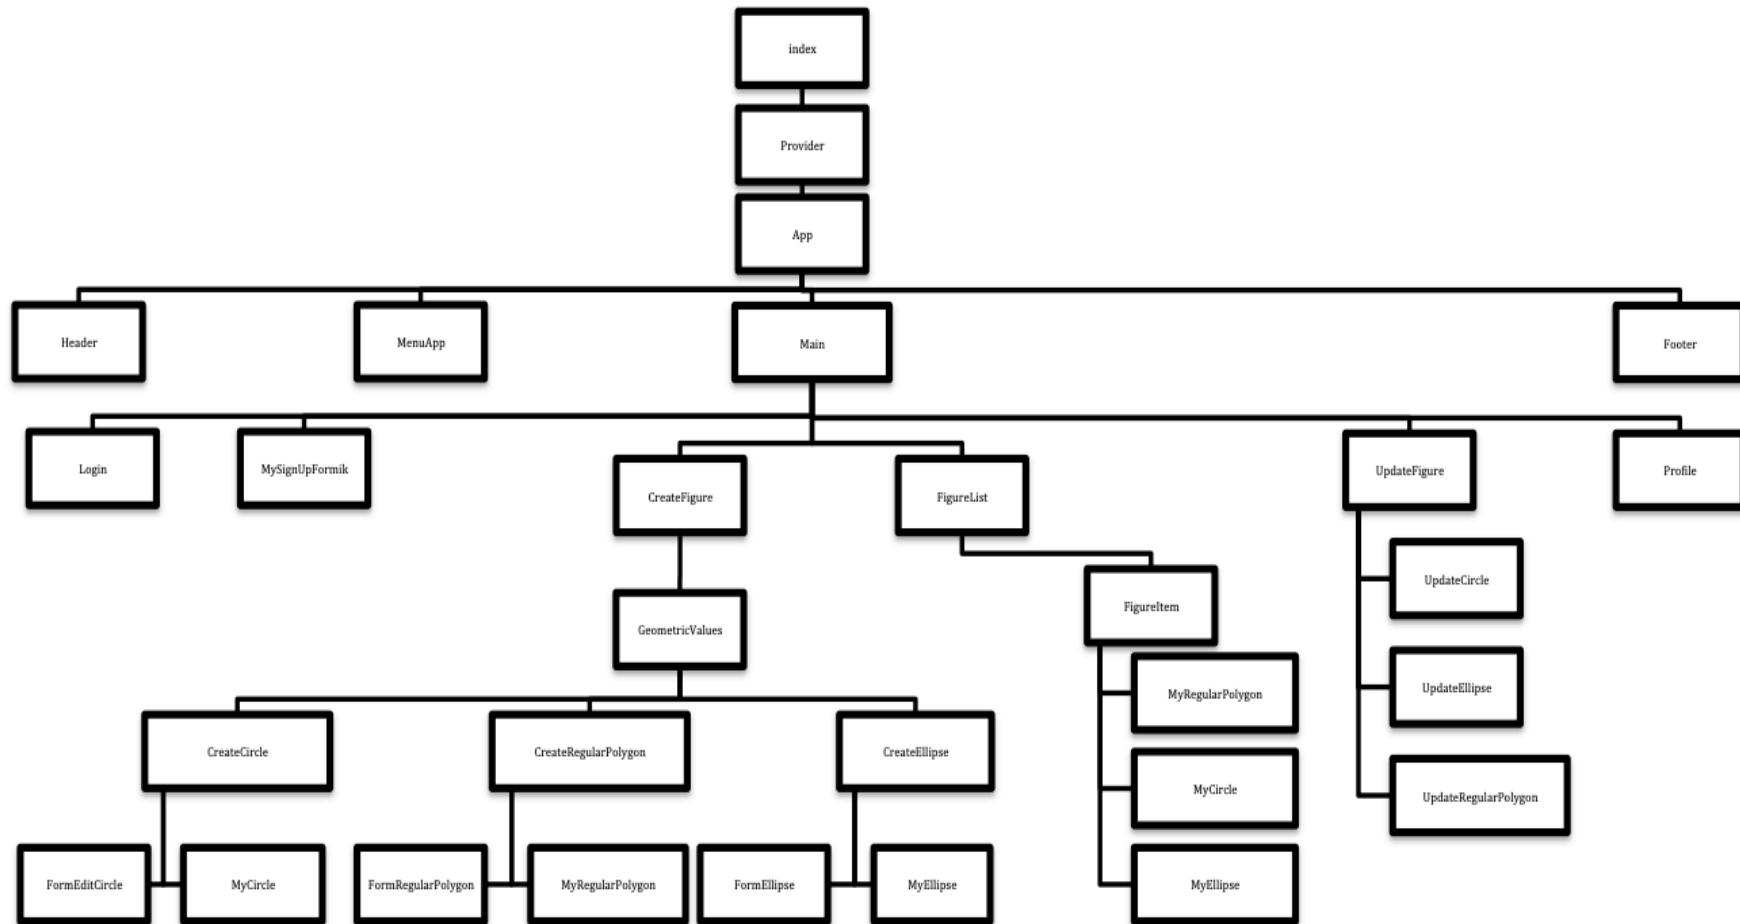 index
Provider
App
Header
MenuApp
Main
Footer
Login
MySignUpFormik
CreateFigure
FigureList
UpdateFigure
Profile
UpdateCircle
FigureItem
GeometricValues
UpdateEllipse
MyRegularPolygon
CreateCircle
CreateRegularPolygon
CreateEllipse
MyCircle
UpdateRegularPolygon
FormEditCircle
MyCircle
FormRegularPolygon
MyRegularPolygon
FormEllipse
MyEllipse
MyEllipse